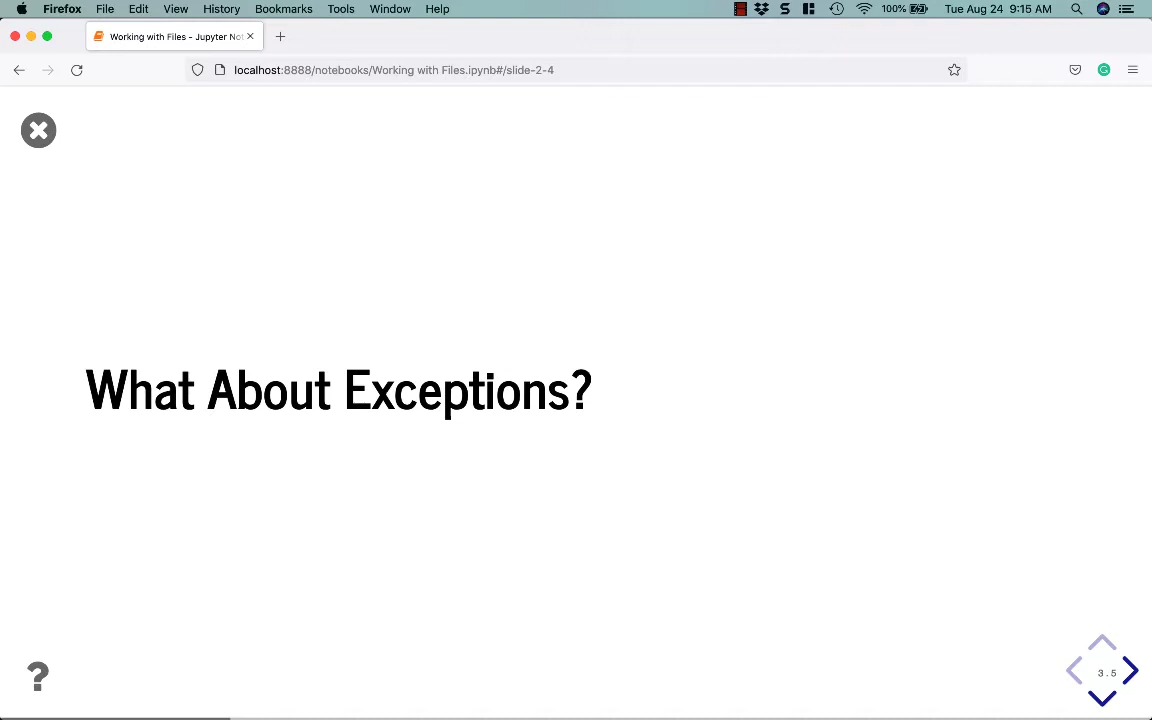 Firefox File Edit View History Bookmarks Tools Window Help 100% Tue Aug 24 9:15 AM
Working with Files - Jupyter Not
localhost:8888/notebooks/Working with Files.ipynb#/slide-2-4
What About Exceptions?
?
3.5